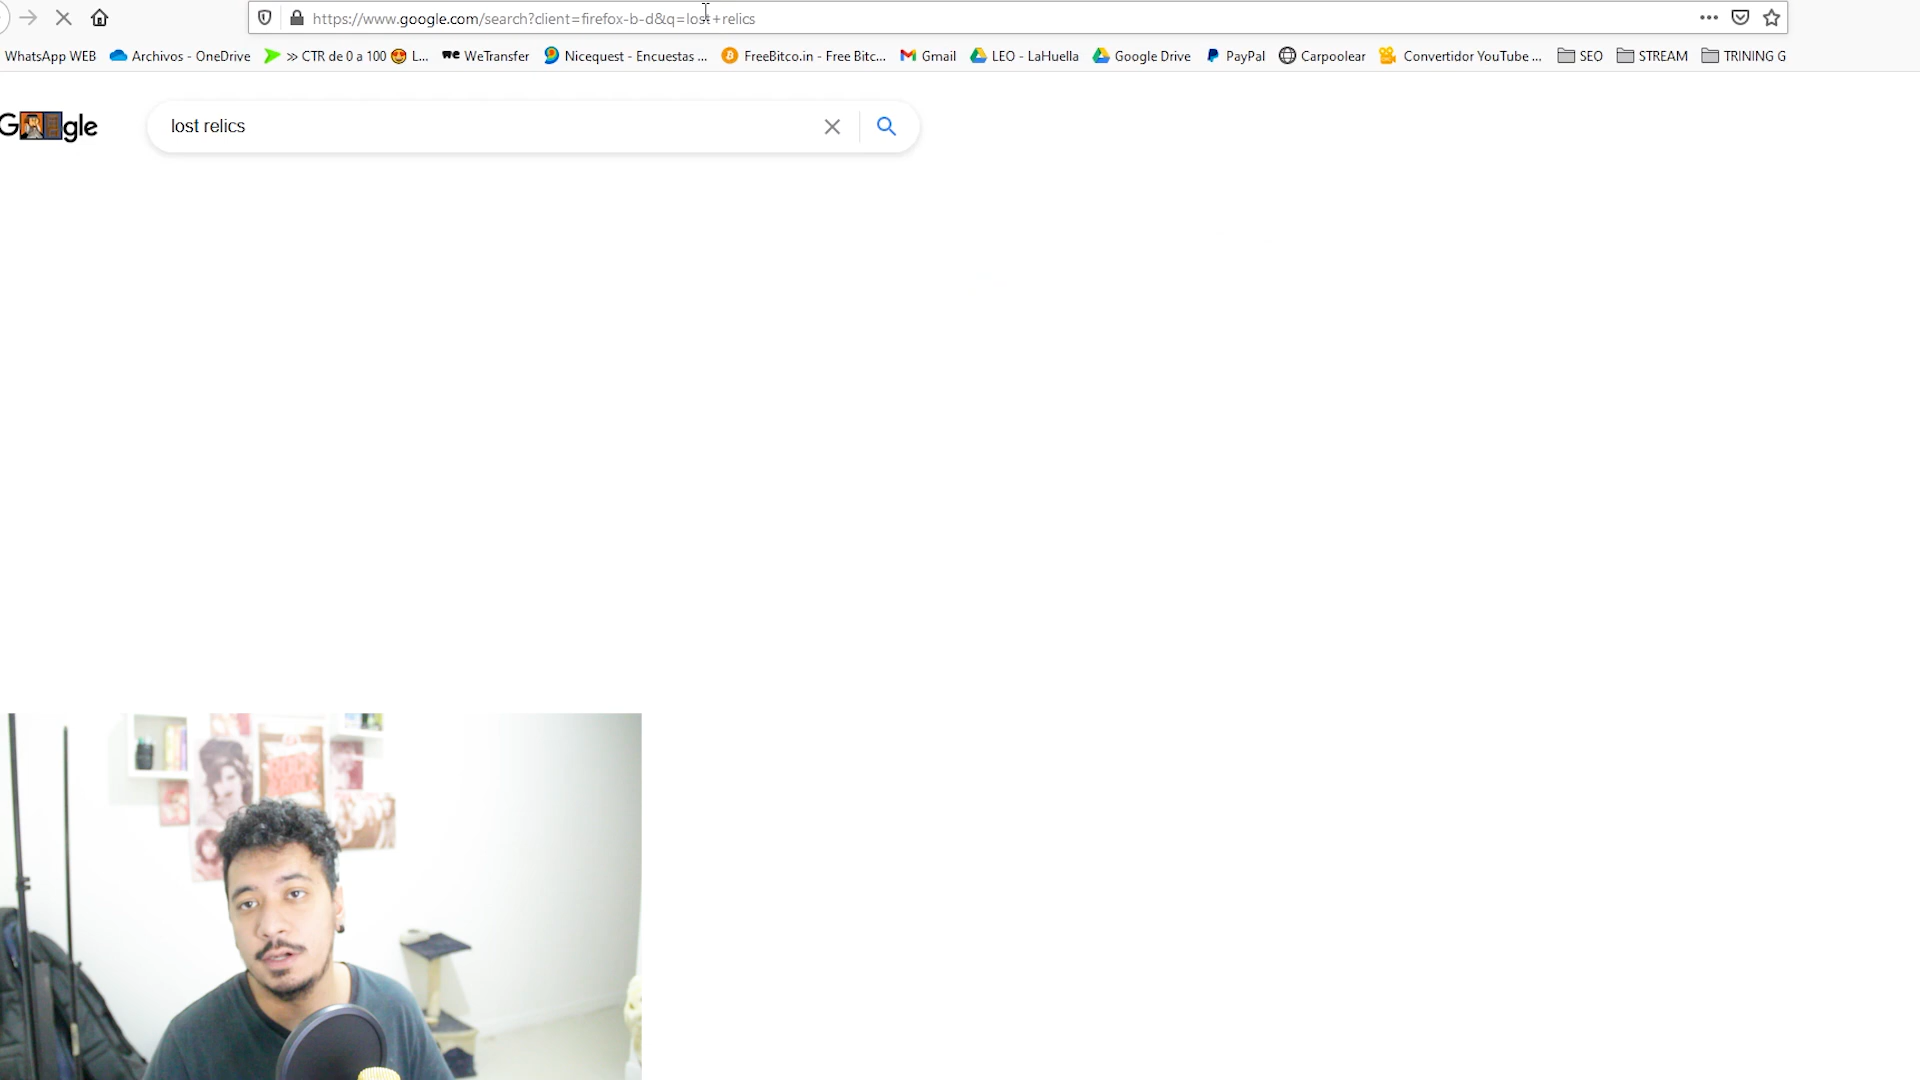 https://www.google.com/search?client=firefox-b-d&q=lost+relics
WhatsApp WEB Archivos - OneDrive >> CTR de 0 a 100 😍 L... we WeTransfer Nicequest - Encuestas ... FreeBitco.in - Free Bitc... Gmail LEO - LaHuella Google Drive PayPal Carpoolear Convertidor YouTube ... SEO STREAM TRINING G
G gle lost relics